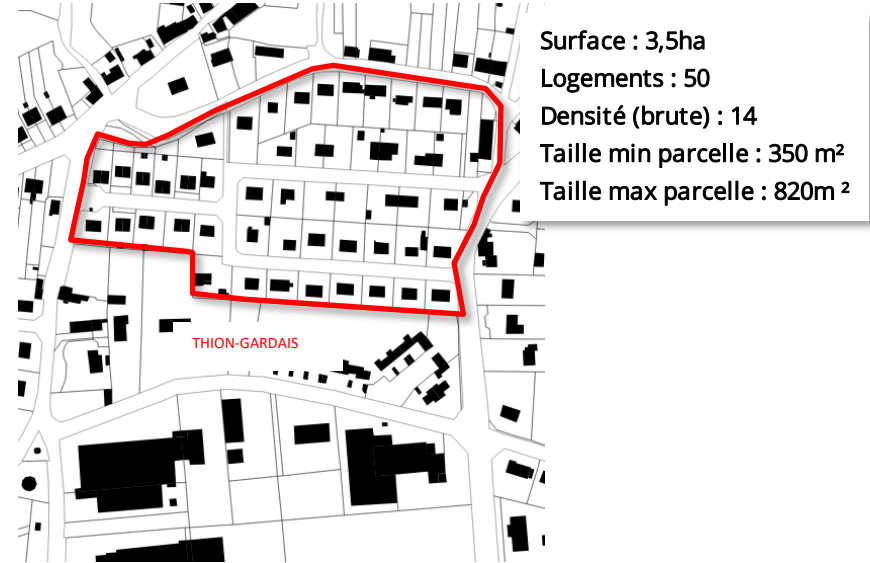 Surface : 3,5ha
Logements : 50
Densité (brute) : 14
Taille min parcelle : 350 m²
Taille max parcelle : 820m ²
THION-GARDAIS